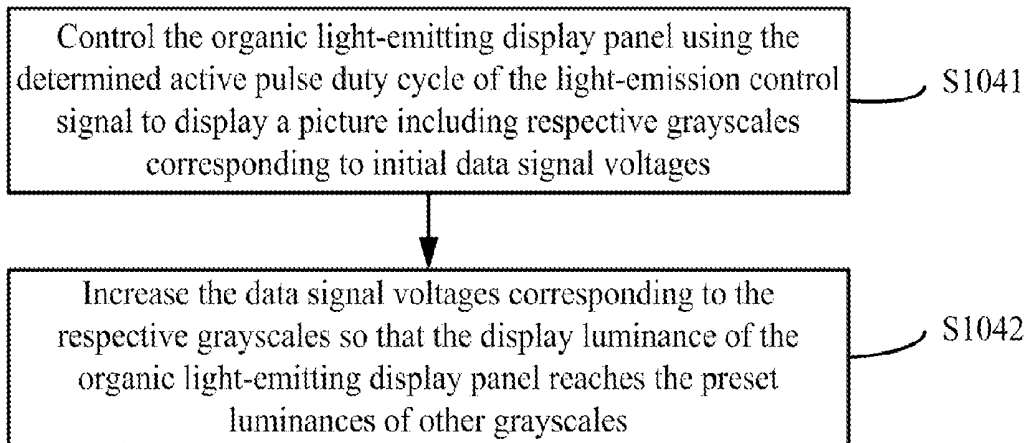 Control the organic light-emitting display panel using the
determined active pulse duty cycle of the light-emission control
signal to display a picture including respective grayscales
corresponding to initial data signal voltages
S1041
Increase the data signal voltages corresponding to the
respective grayscales so that the display luminance of the
organic light-emitting display panel reaches the preset
luminances of other grayscales
S1042